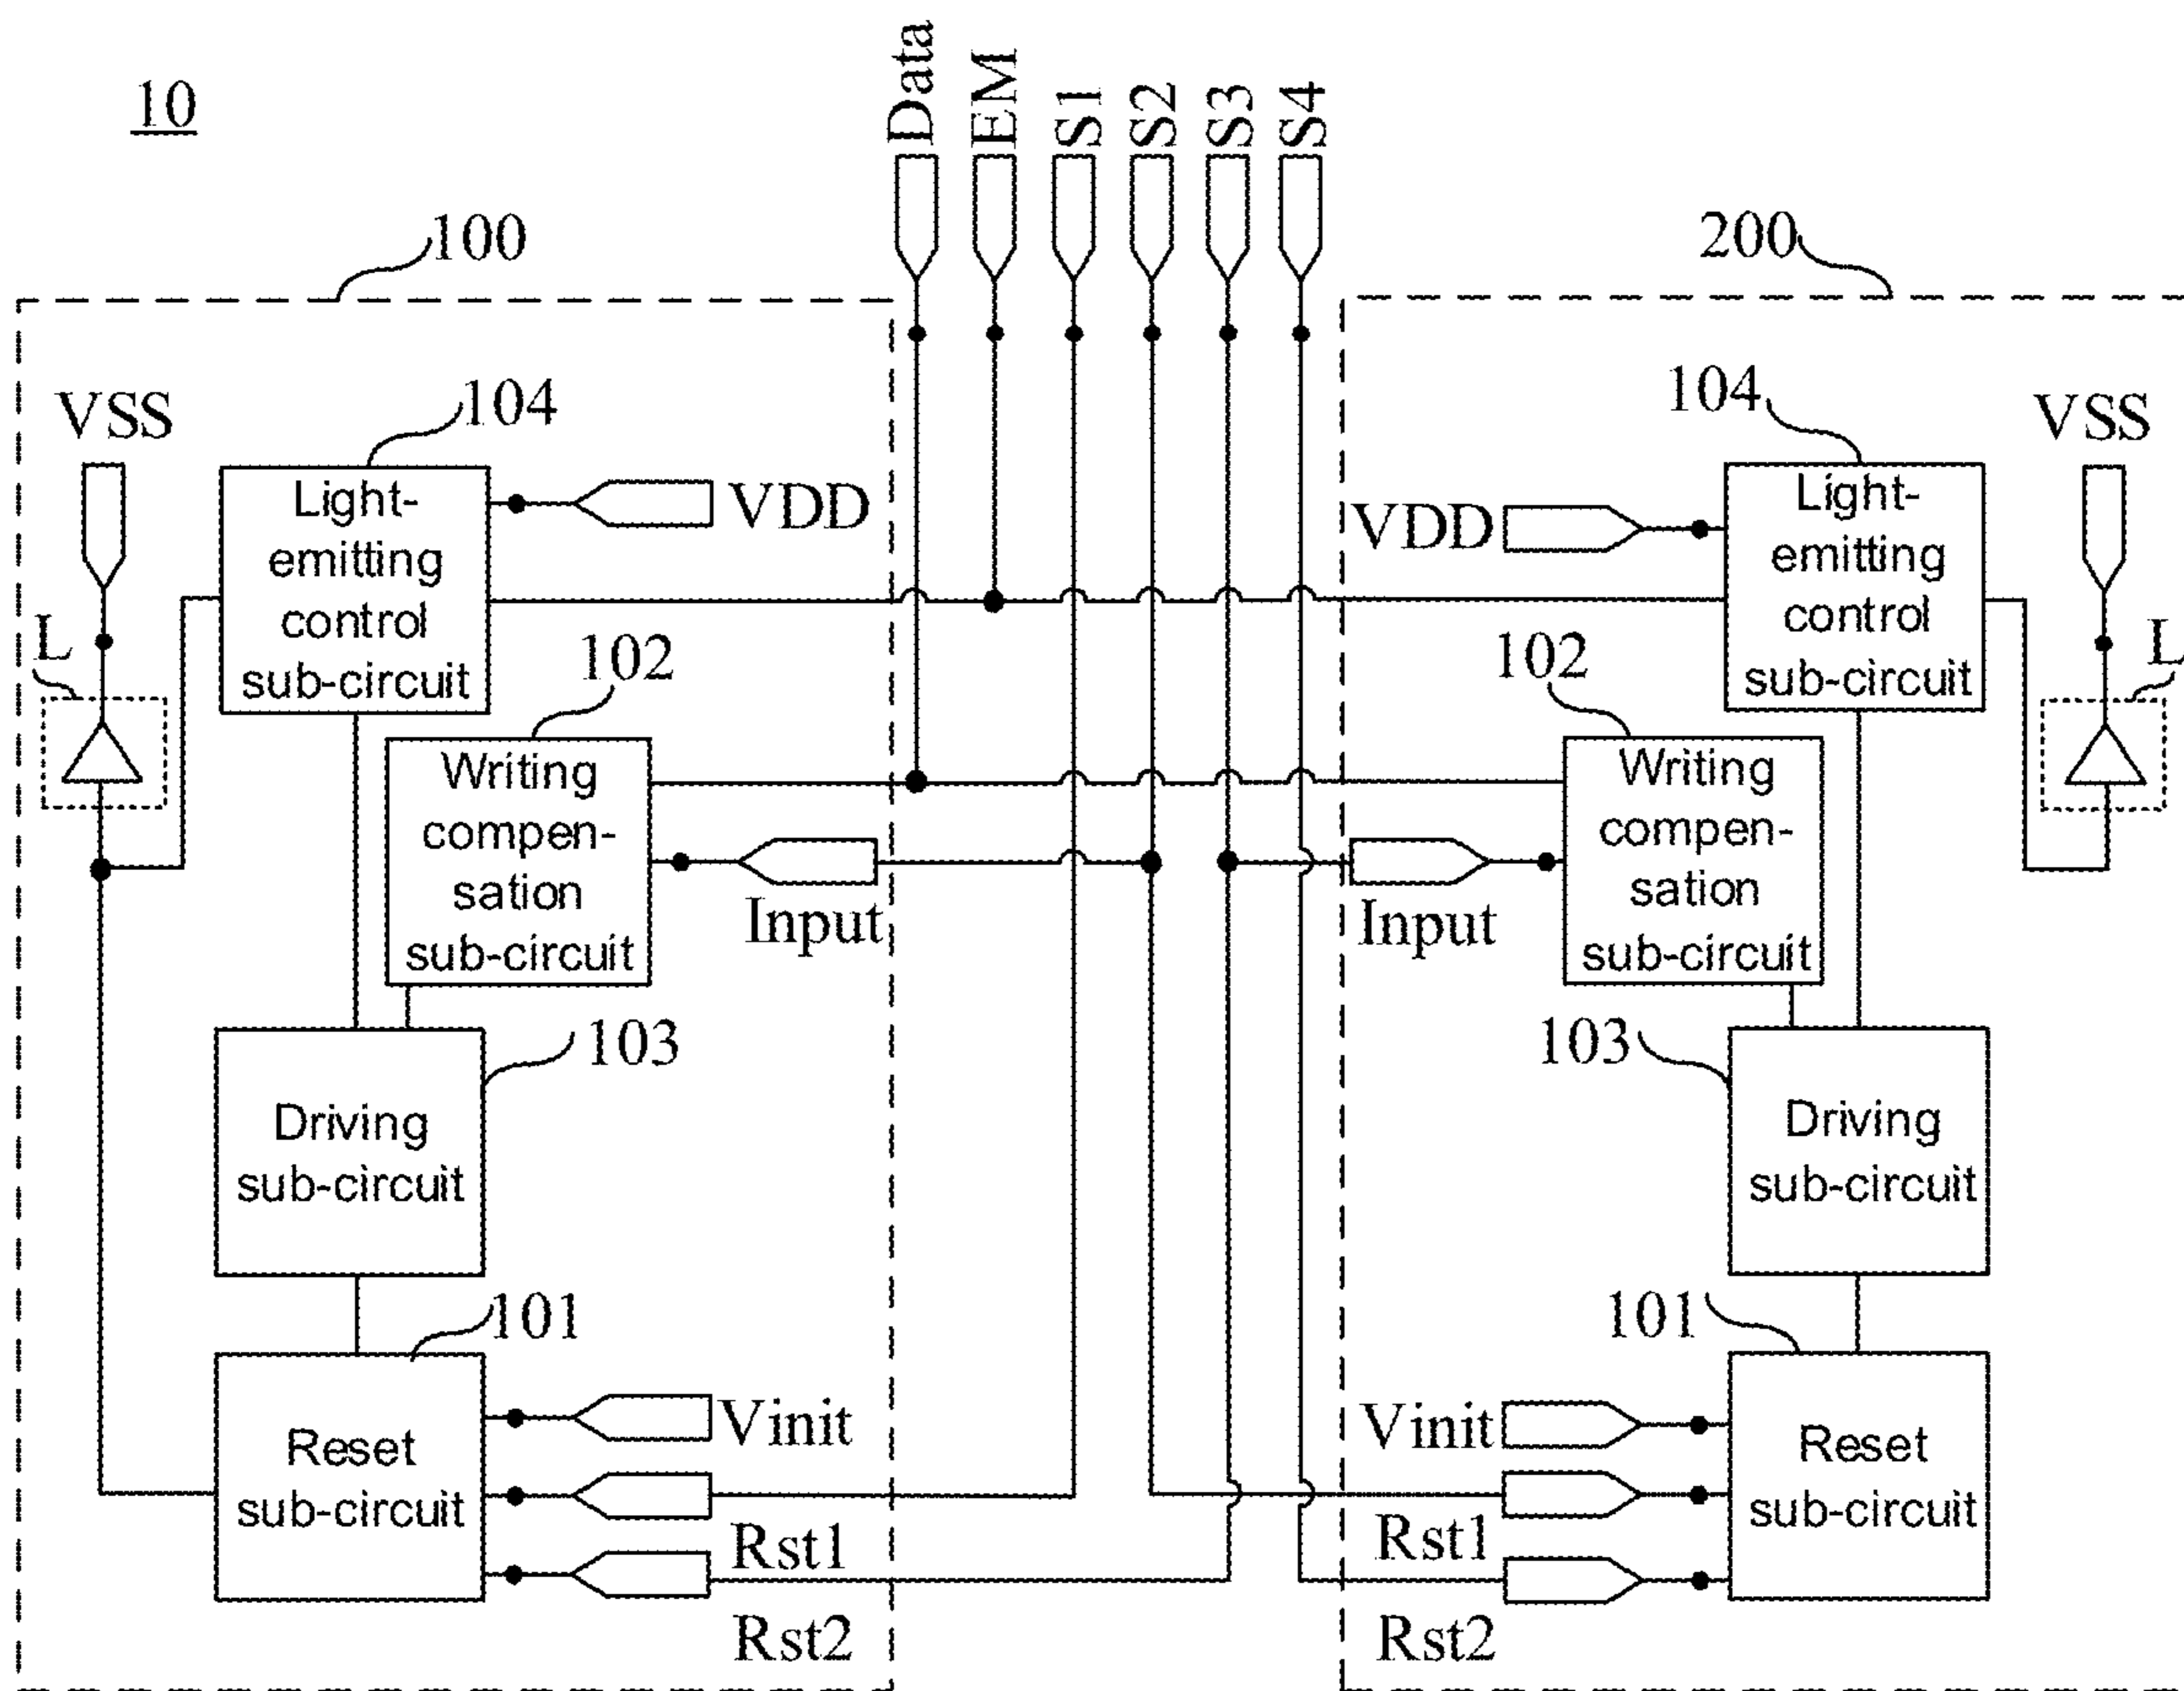 10
Data
EM
S1
S2
S3
S4
100
200
VSS
104
Light-
emitting
control
sub-circuit
VDD
L
102
Writing
compen-
sation
sub-circuit
Input
103
Driving
sub-circuit
101
Reset
sub-circuit
Vinit
Rst1
Rst2
104
VSS
VDD
Light-
emitting
control
sub-circuit
L
102
Writing
compen-
sation
sub-circuit
Input
103
Driving
sub-circuit
101
Vinit
Reset
sub-circuit
Rst1
Rst2